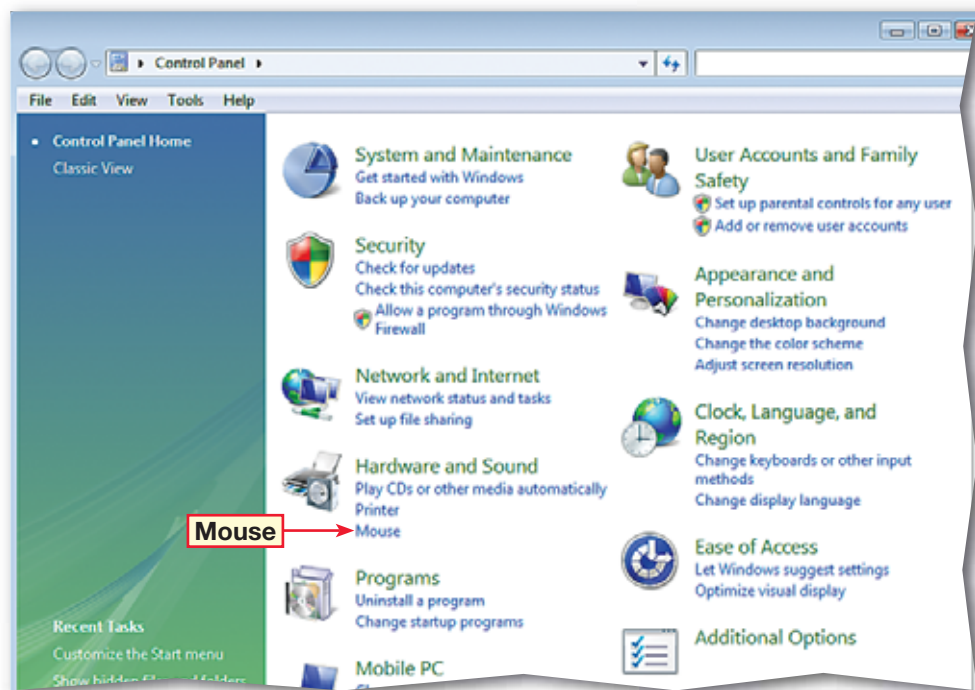 Control Panel
File Edit View Tools Help
Control Panel Home
Classic View
Recent Tasks
Customize the Start menu
Show hidden files and folders
System and Maintenance
Get started with Windows
Back up your computer
Security
Check for updates
Check this computer's security status
Allow a program through Windows
Firewall
Network and Internet
View network status and tasks
Set up file sharing
Hardware and Sound
Play CDs or other media automatically
Printer
Mouse
Mouse
Programs
Uninstall a program
Change startup programs
Mobile PC
User Accounts and Family
Safety
Set up parental controls for any user
Add or remove user accounts
Appearance and
Personalization
Change desktop background
Change the color scheme
Adjust screen resolution
Clock, Language, and
Region
Change keyboards or other input
methods
Change display language
Ease of Access
Let Windows suggest settings
Optimize visual display
Additional Options